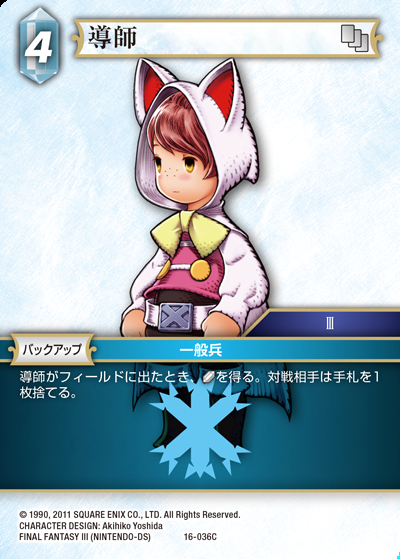 4
導師
III
バックアップ
一般兵
導師がフィールドに出たとき、を得る。対戦相手は手札を1
枚捨てる。
© 1990, 2011 SQUARE ENIX CO., LTD. All Rights Reserved.
CHARACTER DESIGN: Akihiko Yoshida
FINAL FANTASY III (NINTENDO-DS) 16-036C